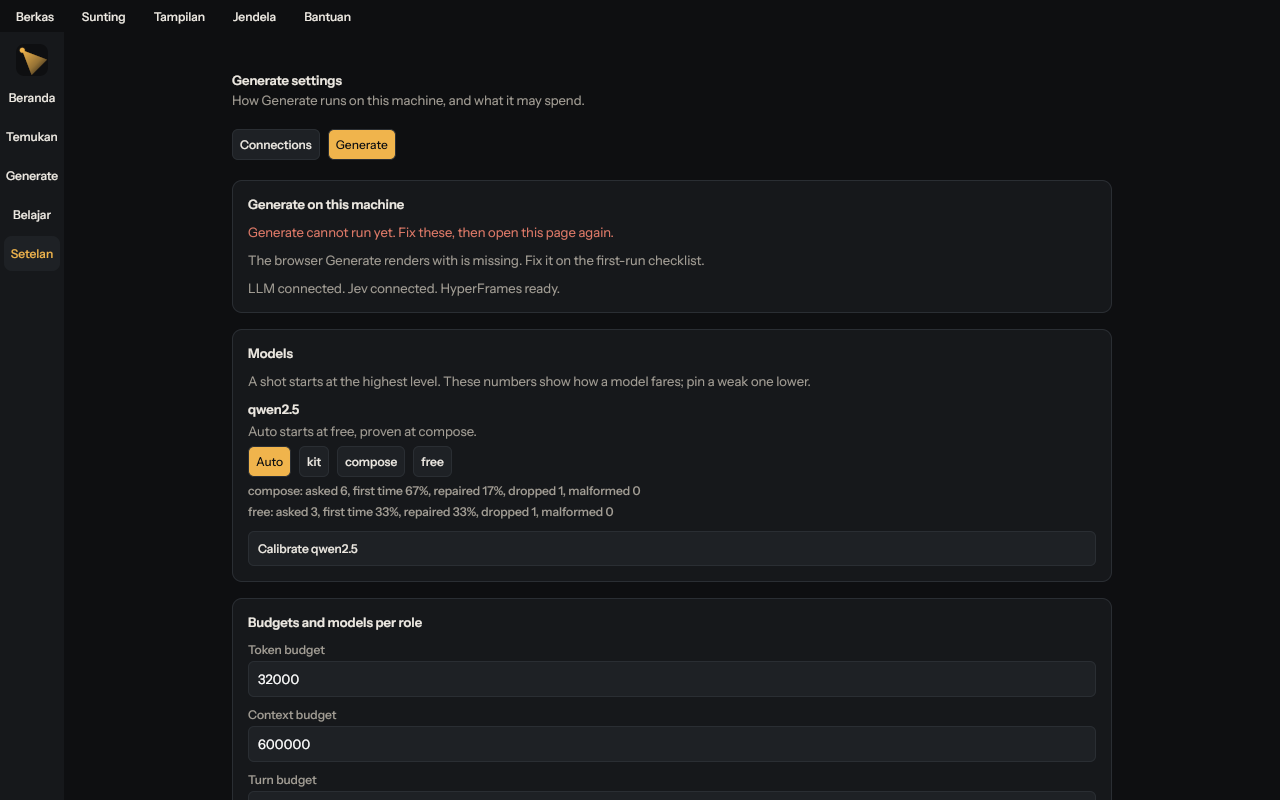 Berkas Sunting Tampilan Jendela Bantuan
Beranda
Temukan
Generate
Belajar
Setelan
Generate settings
How Generate runs on this machine, and what it may spend.
Connections Generate
Generate on this machine
Generate cannot run yet. Fix these, then open this page again.
The browser Generate renders with is missing. Fix it on the first-run checklist.
LLM connected. Jev connected. HyperFrames ready.
Models
A shot starts at the highest level. These numbers show how a model fares; pin a weak one lower.
qwen2.5
Auto starts at free, proven at compose.
Auto kit compose free
compose: asked 6, first time 67%, repaired 17%, dropped 1, malformed 0
free: asked 3, first time 33%, repaired 33%, dropped 1, malformed 0
Calibrate qwen2.5
Budgets and models per role
Token budget
32000
Context budget
600000
Turn budget